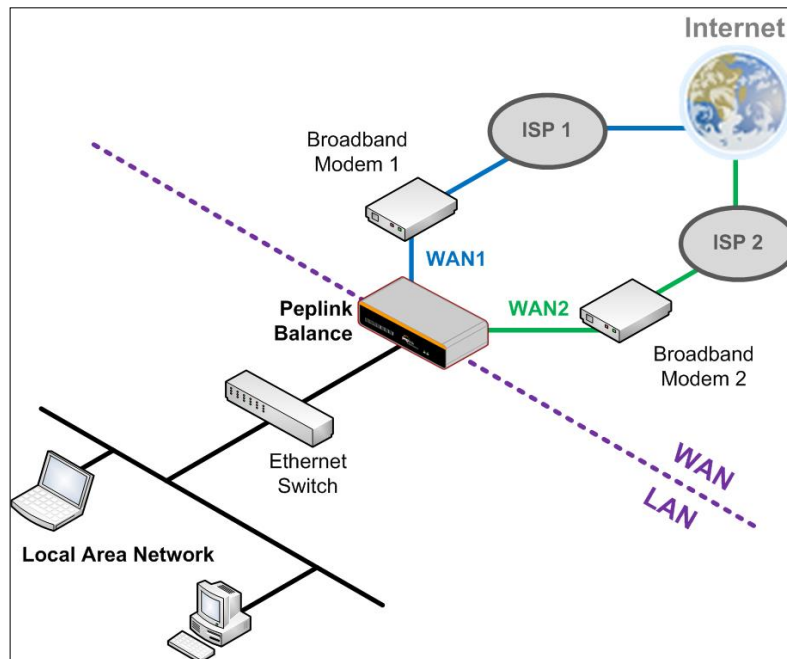 Internet
ISP 1
Broadband
Modem 1
ISP 2
WAN1
Peplink
Balance
WAN2
Broadband
Modem 2
Ethernet
Switch
WAN
LAN
Local Area Network